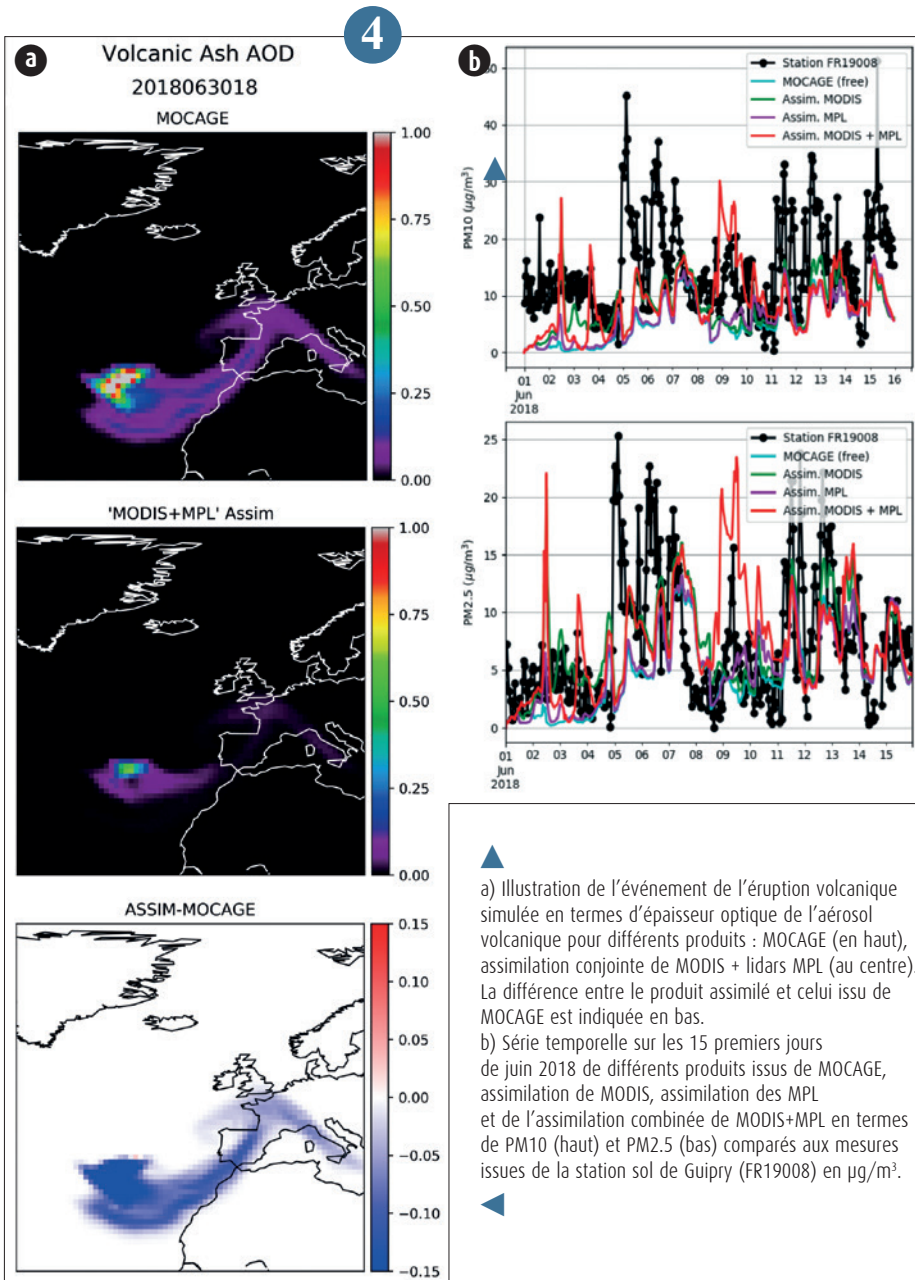 4
a
Volcanic Ash AOD
2018063018
MOCAGE
1.00
0.75
0.50
0.25
0.00
'MODIS+MPL' Assim
1.00
0.75
0.50
0.25
0.00
ASSIM-MOCAGE
0.15
0.10
0.05
0.00
−0.05
−0.10
−0.15
b
Station FR19008
MOCAGE (free)
Assim. MODIS
Assim. MPL
Assim. MODIS + MPL
PM10 (μg/m³)
50
40
30
20
10
0
01 02 03 04 05 06 07 08 09 10 11 12 13 14 15 16
Jun
2018
Station FR19008
MOCAGE (free)
Assim. MODIS
Assim. MPL
Assim. MODIS + MPL
PM2.5 (μg/m³)
25
20
15
10
5
0
01 02 03 04 05 06 07 08 09 10 11 12 13 14 15
Jun
2018
a) Illustration de l'événement de l'éruption volcanique
simulée en termes d'épaisseur optique de l'aérosol
volcanique pour différents produits : MOCAGE (en haut),
assimilation conjointe de MODIS + lidars MPL (au centre).
La différence entre le produit assimilé et celui issu de
MOCAGE est indiquée en bas.
b) Série temporelle sur les 15 premiers jours
de juin 2018 de différents produits issus de MOCAGE,
assimilation de MODIS, assimilation des MPL
et de l'assimilation combinée de MODIS+MPL en termes
de PM10 (haut) et PM2.5 (bas) comparés aux mesures
issues de la station sol de Guipry (FR19008) en μg/m³.